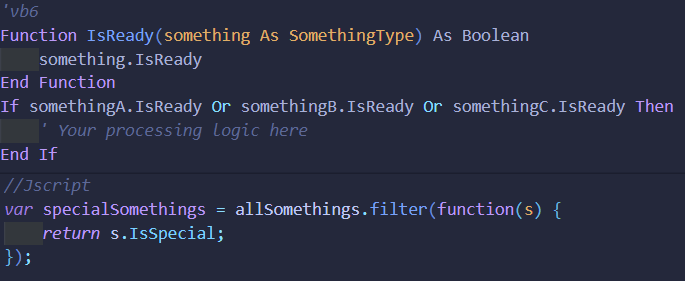 'vb6
Function IsReady(something As SomethingType) As Boolean
    something.IsReady
End Function
If somethingA.IsReady Or somethingB.IsReady Or somethingC.IsReady Then
    ' Your processing logic here
End If
//Jscript
var specialSomethings = allSomethings.filter(function(s) {
    return s.IsSpecial;
});